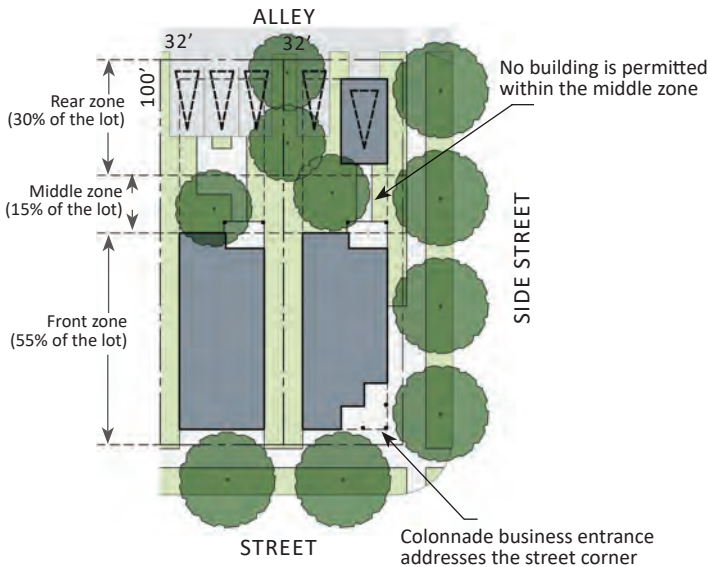 ALLEY
32’
32’
100’
Rear zone
(30% of the lot)
No building is permitted
within the middle zone
Middle zone
(15% of the lot)
Front zone
(55% of the lot)
SIDE STREET
STREET
Colonnade business entrance
addresses the street corner